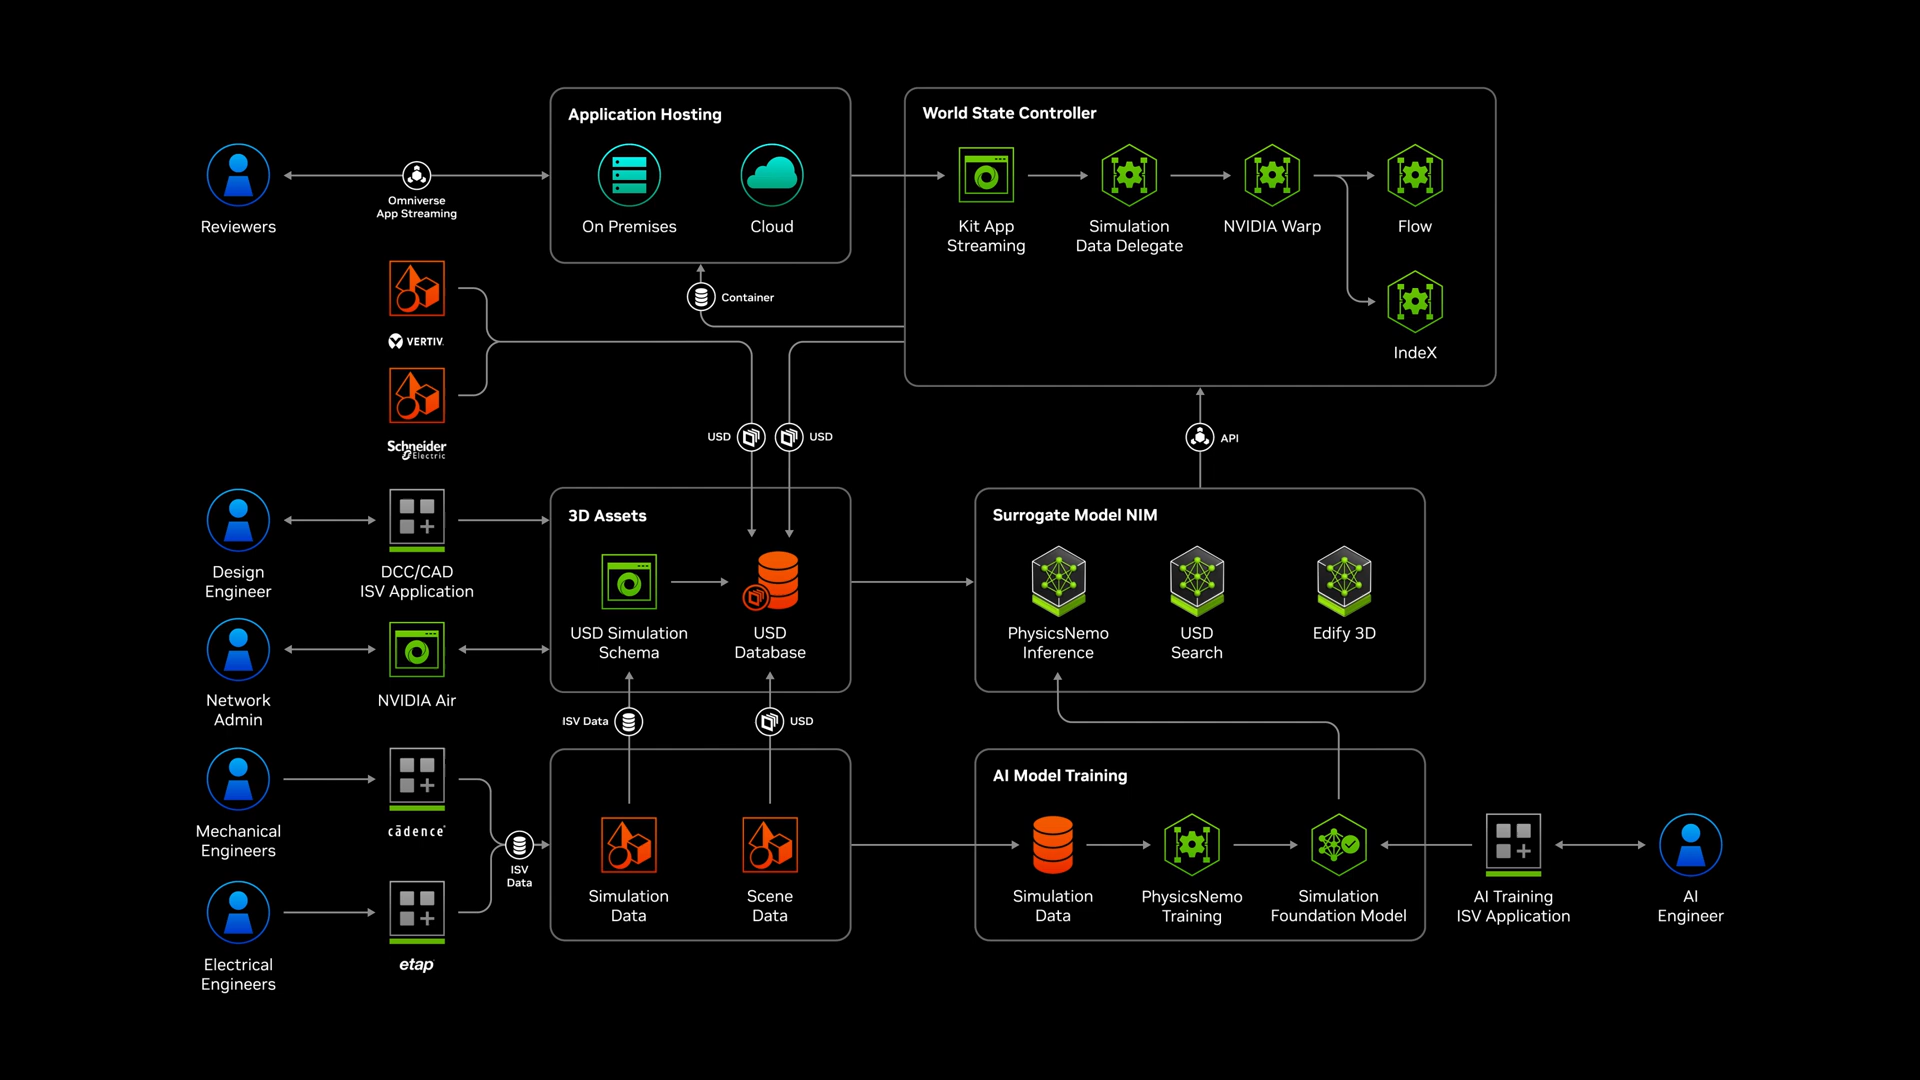 Application Hosting
World State Controller
Omniverse
App Streaming
Reviewers
On Premises
Cloud
Kit App
Streaming
Simulation
Data Delegate
NVIDIA Warp
Flow
Container
VERTIV.
IndeX
Schneider
Electric
USD
USD
API
3D Assets
Surrogate Model NIM
Design
Engineer
DCC/CAD
ISV Application
USD Simulation
Schema
USD
Database
PhysicsNemo
Inference
USD
Search
Edify 3D
Network
Admin
NVIDIA Air
ISV Data
USD
AI Model Training
Mechanical
Engineers
cādence®
ISV
Data
Simulation
Data
Scene
Data
Simulation
Data
PhysicsNemo
Training
Simulation
Foundation Model
AI Training
ISV Application
AI
Engineer
Electrical
Engineers
etap